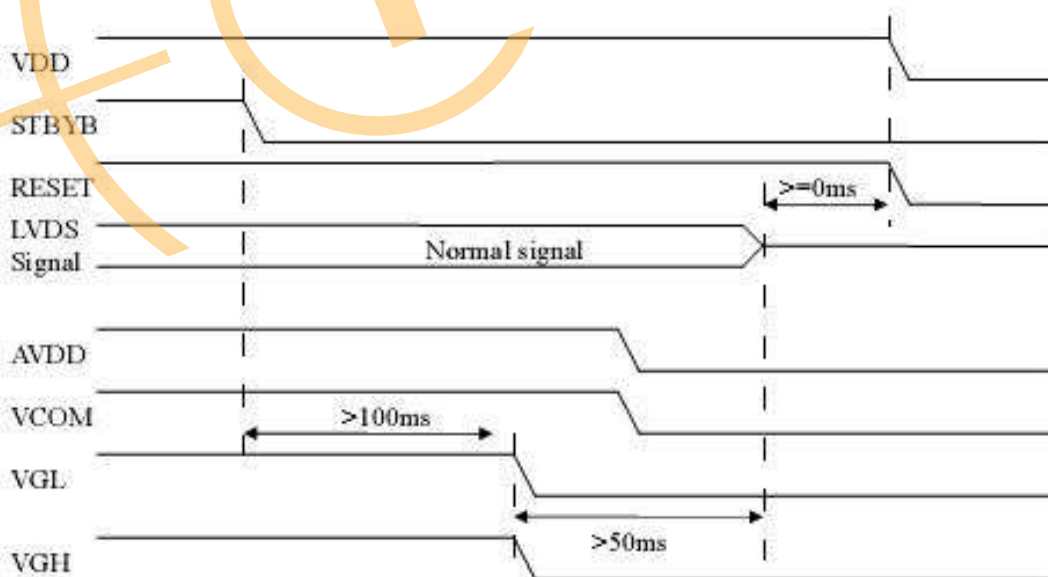 VDD
STBYB
RESET
>=0ms
LVDS
Signal
Normal signal
AVDD
VCOM
>100ms
VGL
>50ms
VGH